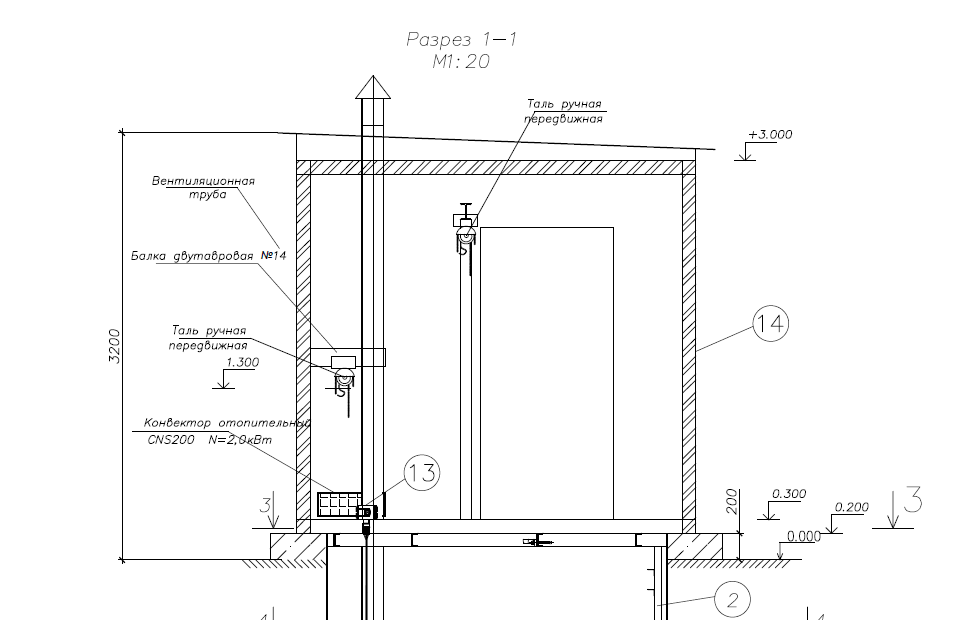 Разрез 1-1
М1:20
Таль ручная
передвижная
+3.000
Вентиляционная
труба
Балка двутавровая №14
14
3200
Таль ручная
передвижная
1.300
Конвектор отопительный
CNS200 N=2,0кВт
13
3
200
0.300
0.200
3
0.000
2
4
4